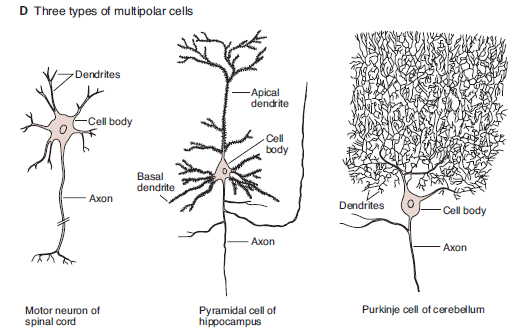 D Three types of multipolar cells
Dendrites
Cell body
Axon
Motor neuron of
spinal cord
Apical
dendrite
Cell
body
Basal
dendrite
Axon
Pyramidal cell of
hippocampus
Dendrites
Cell body
Axon
Purkinje cell of cerebellum